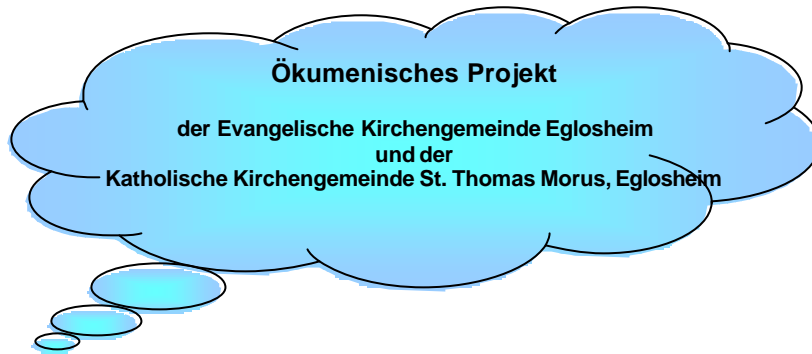 Ökumenisches Projekt
der Evangelische Kirchengemeinde Eglosheim
und der
Katholische Kirchengemeinde St. Thomas Morus, Eglosheim